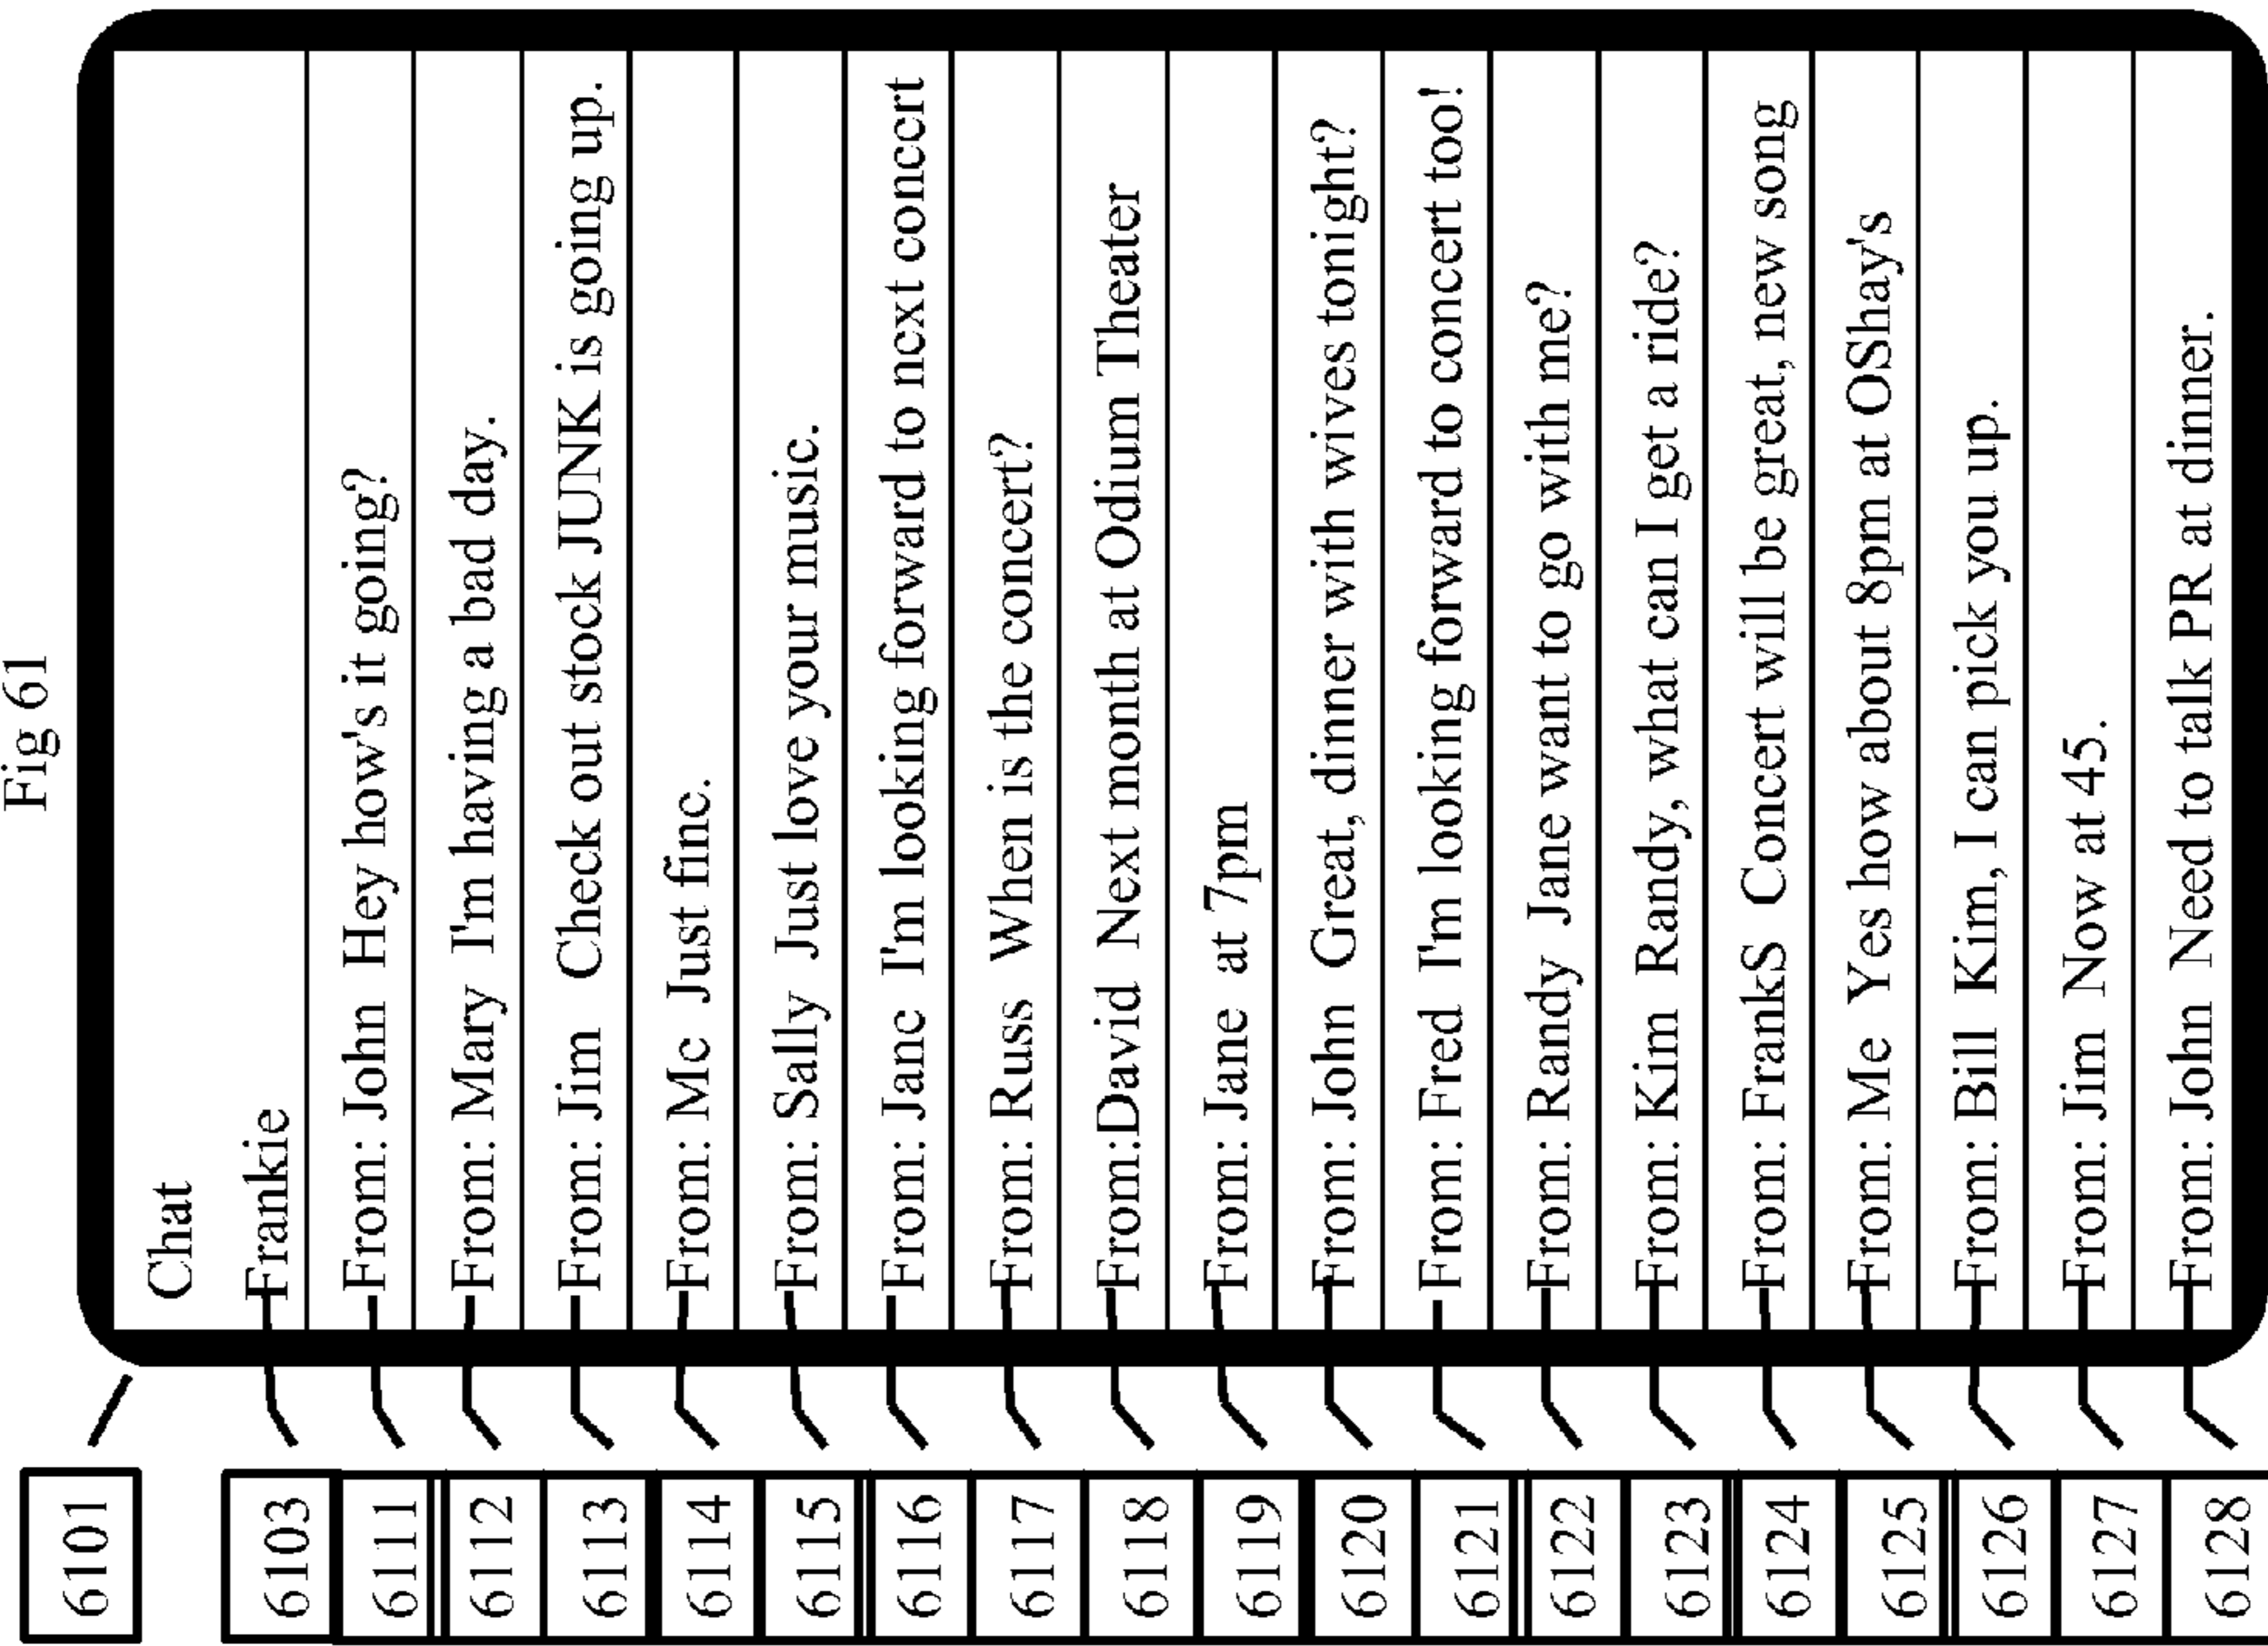 Fig 61
6101
Chat
6103 Frankie
6111 From: John Hey how's it going?
6112 From: Mary I'm having a bad day.
6113 From: Jim Check out stock JUNK is going up.
6114 From: Me Just fine.
6115 From: Sally Just love your music.
6116 From: Jane I'm looking forward to next concert
6117 From: Russ When is the concert?
6118 From:David Next month at Odium Theater
6119 From: Jane at 7pm
6120 From: John Great, dinner with wives tonight?
6121 From: Fred I'm looking forward to concert too!
6122 From: Randy Jane want to go with me?
6123 From: Kim Randy, what can I get a ride?
6124 From: FrankS Concert will be great, new song
6125 From: Me Yes how about 8pm at OShay's
6126 From: Bill Kim, I can pick you up.
6127 From: Jim Now at 45.
6128 From: John Need to talk PR at dinner.